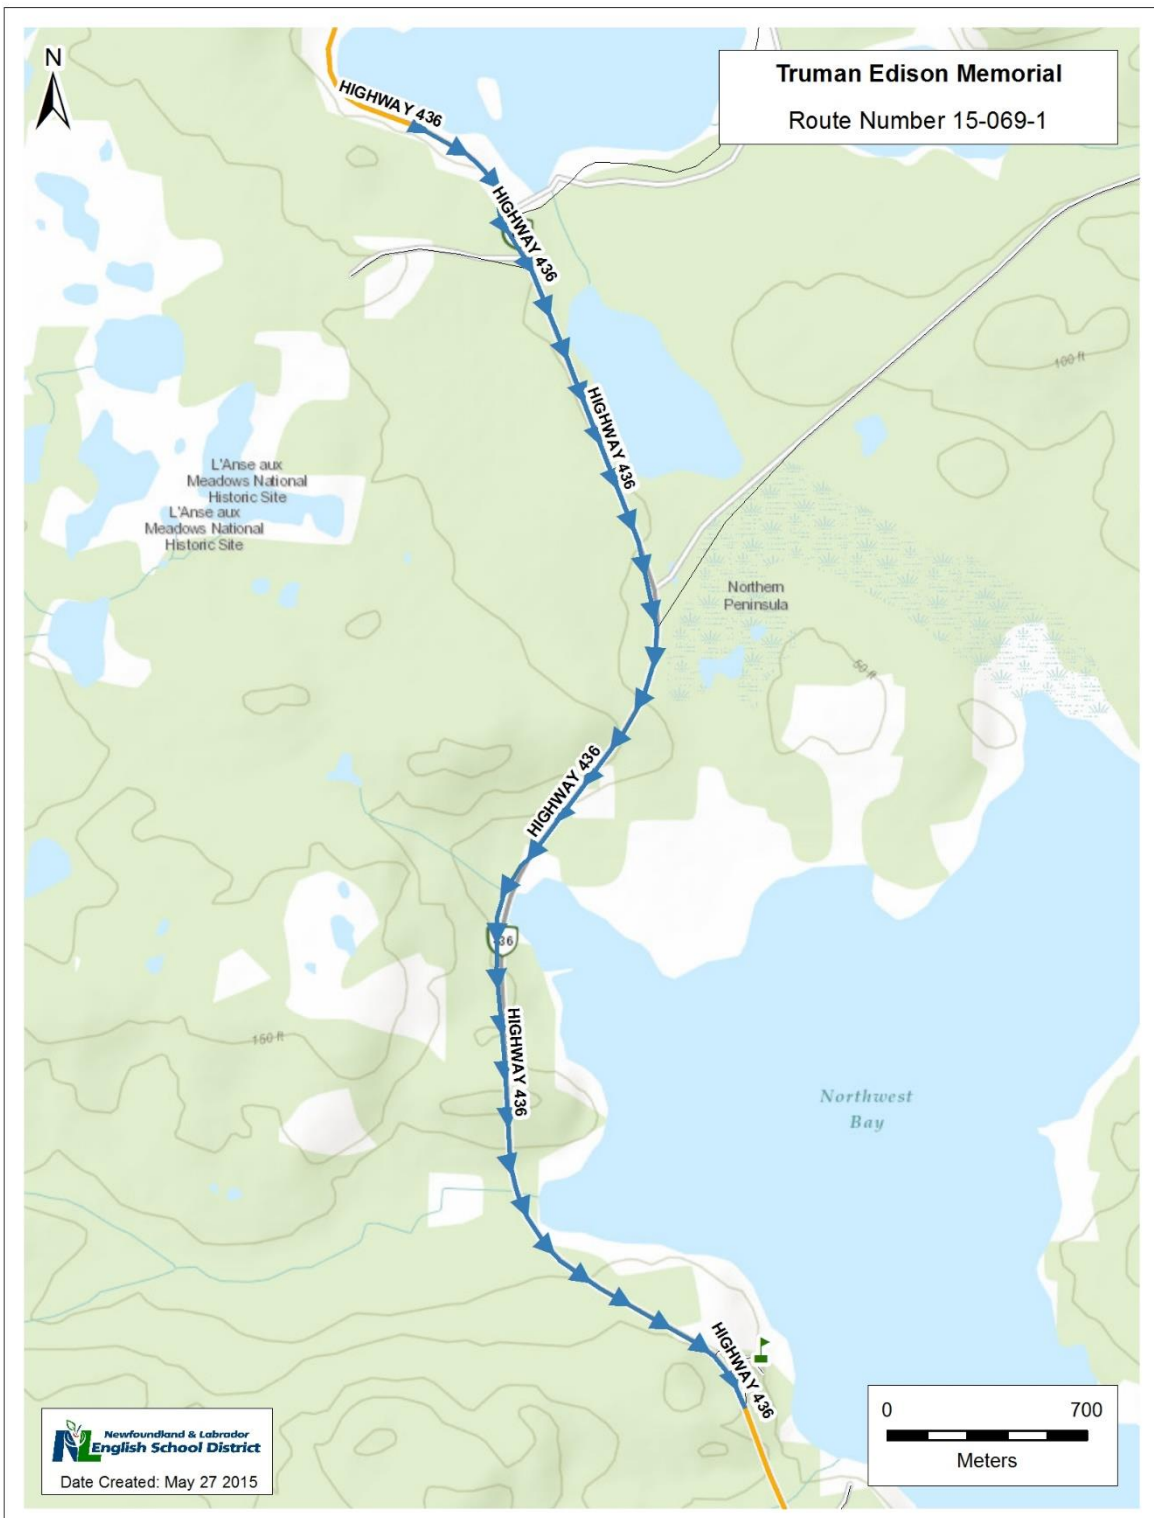 N
Truman Edison Memorial
Route Number 15-069-1
HIGHWAY 436
HIGHWAY 436
100 ft
HIGHWAY 436
L'Anse aux
Meadows National
Historic Site
L'Anse aux
Meadows National
Historic Site
Northern
Peninsula
50 ft
HIGHWAY 436
HIGHWAY 436
150 ft
Northwest
Bay
HIGHWAY 436
0 700
Meters
Newfoundland & Labrador
NL English School District
Date Created: May 27 2015